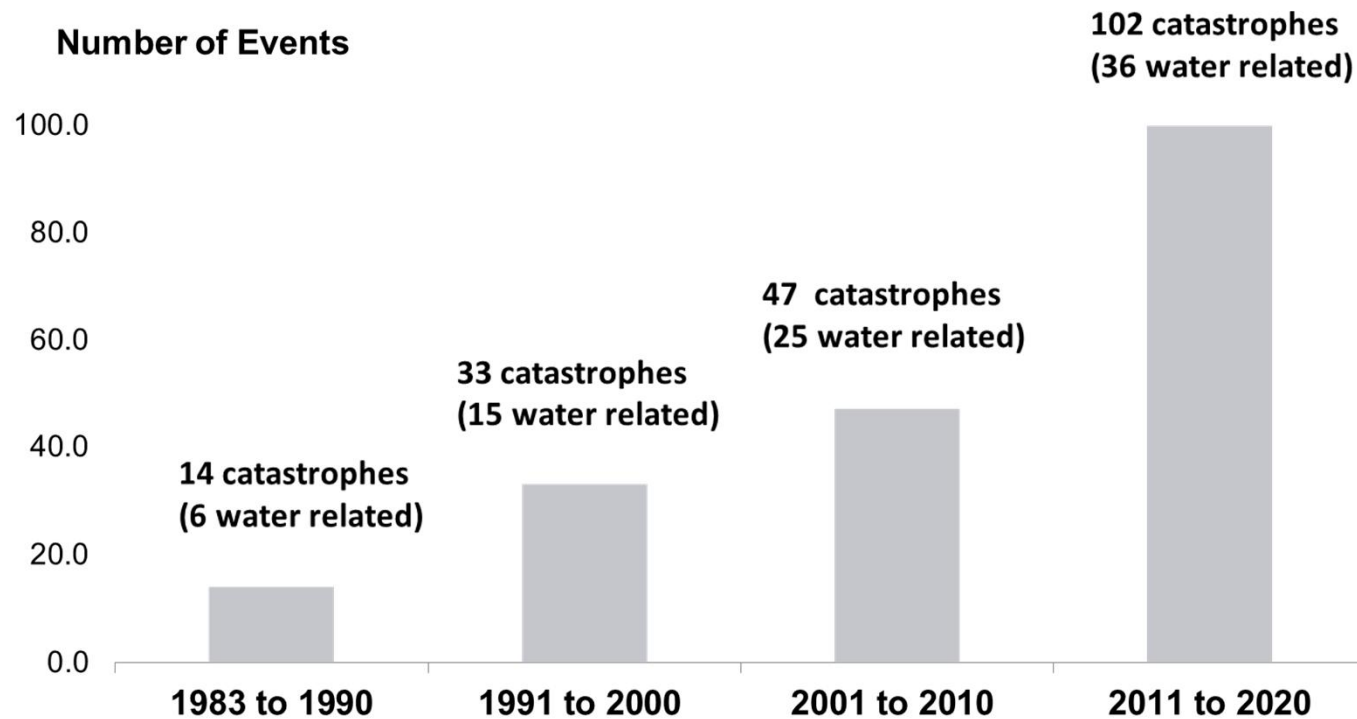 Number of Events
102 catastrophes
(36 water related)
100.0
80.0
47  catastrophes
(25 water related)
60.0
33 catastrophes
(15 water related)
40.0
14 catastrophes
(6 water related)
20.0
0.0
1983 to 1990
1991 to 2000
2001 to 2010
2011 to 2020